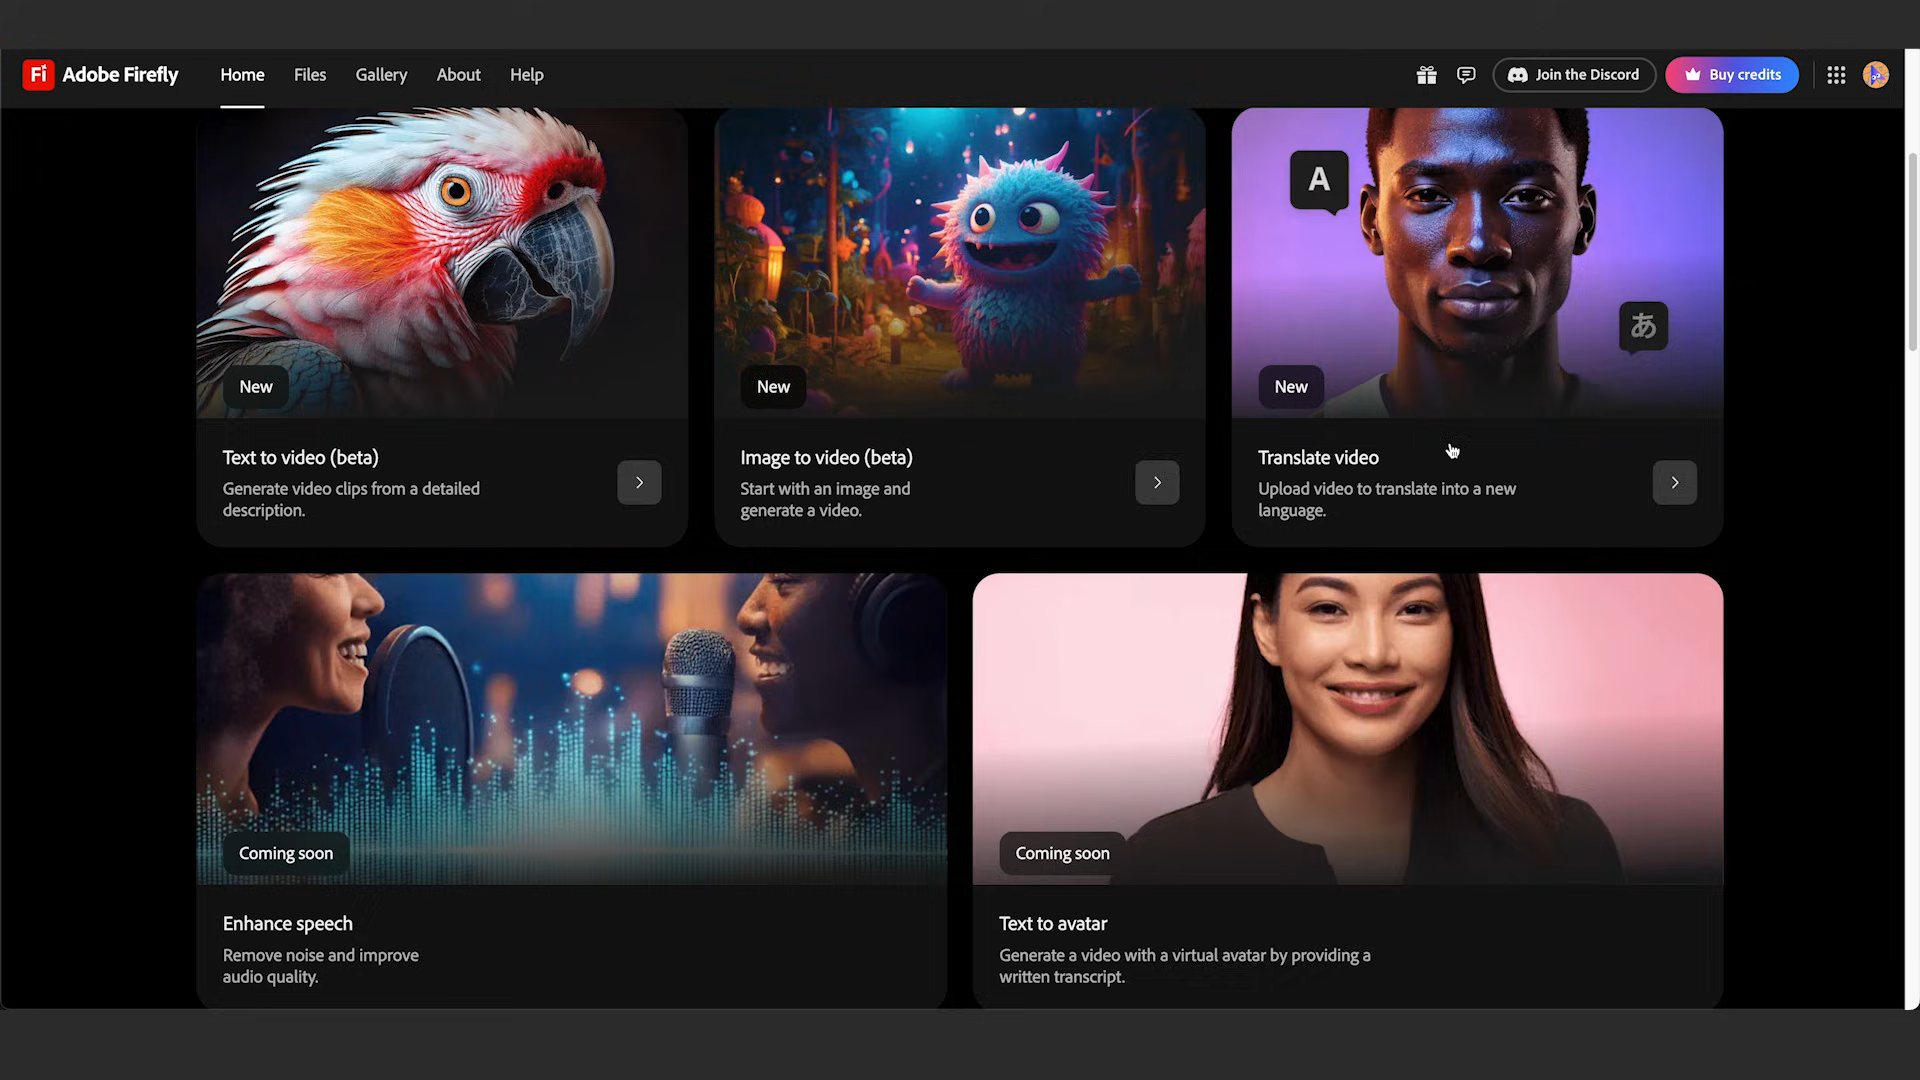 Fi Adobe Firefly Home Files Gallery About Help Join the Discord Buy credits
A
あ
New New New
Text to video (beta)
Generate video clips from a detailed
description.
Image to video (beta)
Start with an image and
generate a video.
Translate video
Upload video to translate into a new
language.
Coming soon Coming soon
Enhance speech
Remove noise and improve
audio quality.
Text to avatar
Generate a video with a virtual avatar by providing a
written transcript.